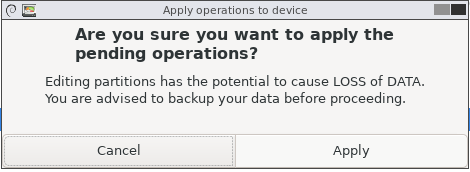 Apply operations to device
Are you sure you want to apply the
pending operations?
Editing partitions has the potential to cause LOSS of DATA.
You are advised to backup your data before proceeding.
Cancel
Apply